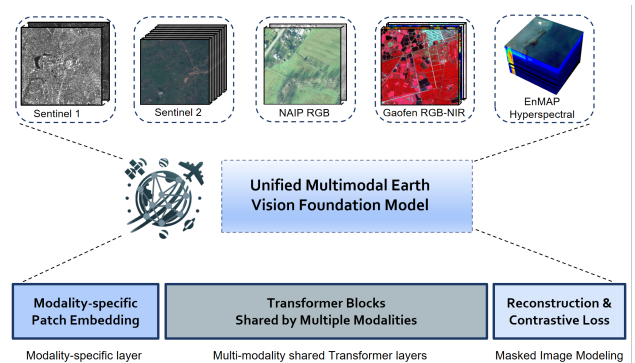 Sentinel 1
Sentinel 2
NAIP RGB
Gaofen RGB-NIR
EnMAP
Hyperspectral
Unified Multimodal Earth
Vision Foundation Model
Modality-specific
Patch Embedding
Transformer Blocks
Shared by Multiple Modalities
Reconstruction &
Contrastive Loss
Modality-specific layer
Multi-modality shared Transformer layers
Masked Image Modeling